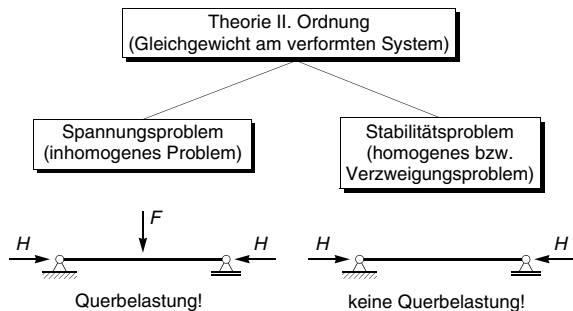 Theorie II. Ordnung
(Gleichgewicht am verformten System)
Spannungsproblem
(inhomogenes Problem)
Stabilitätsproblem
(homogenes bzw.
Verzweigungsproblem)
F
H
H
H
H
Querbelastung!
keine Querbelastung!